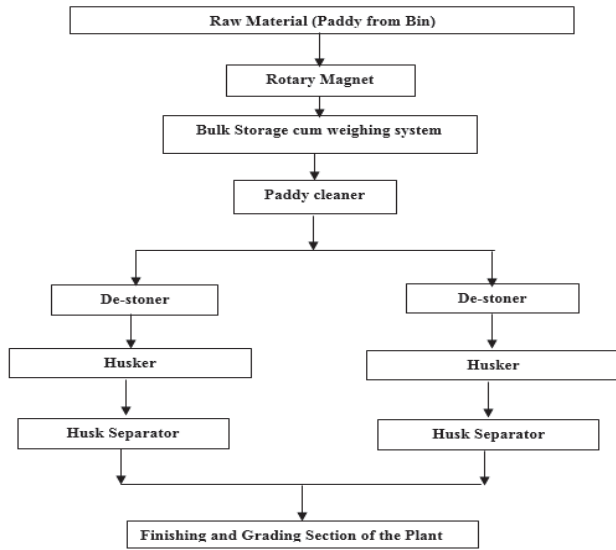 Raw Material (Paddy from Bin)
Rotary Magnet
Bulk Storage cum weighing system
Paddy cleaner
De-stoner
De-stoner
Husker
Husker
Husk Separator
Husk Separator
Finishing and Grading Section of the Plant